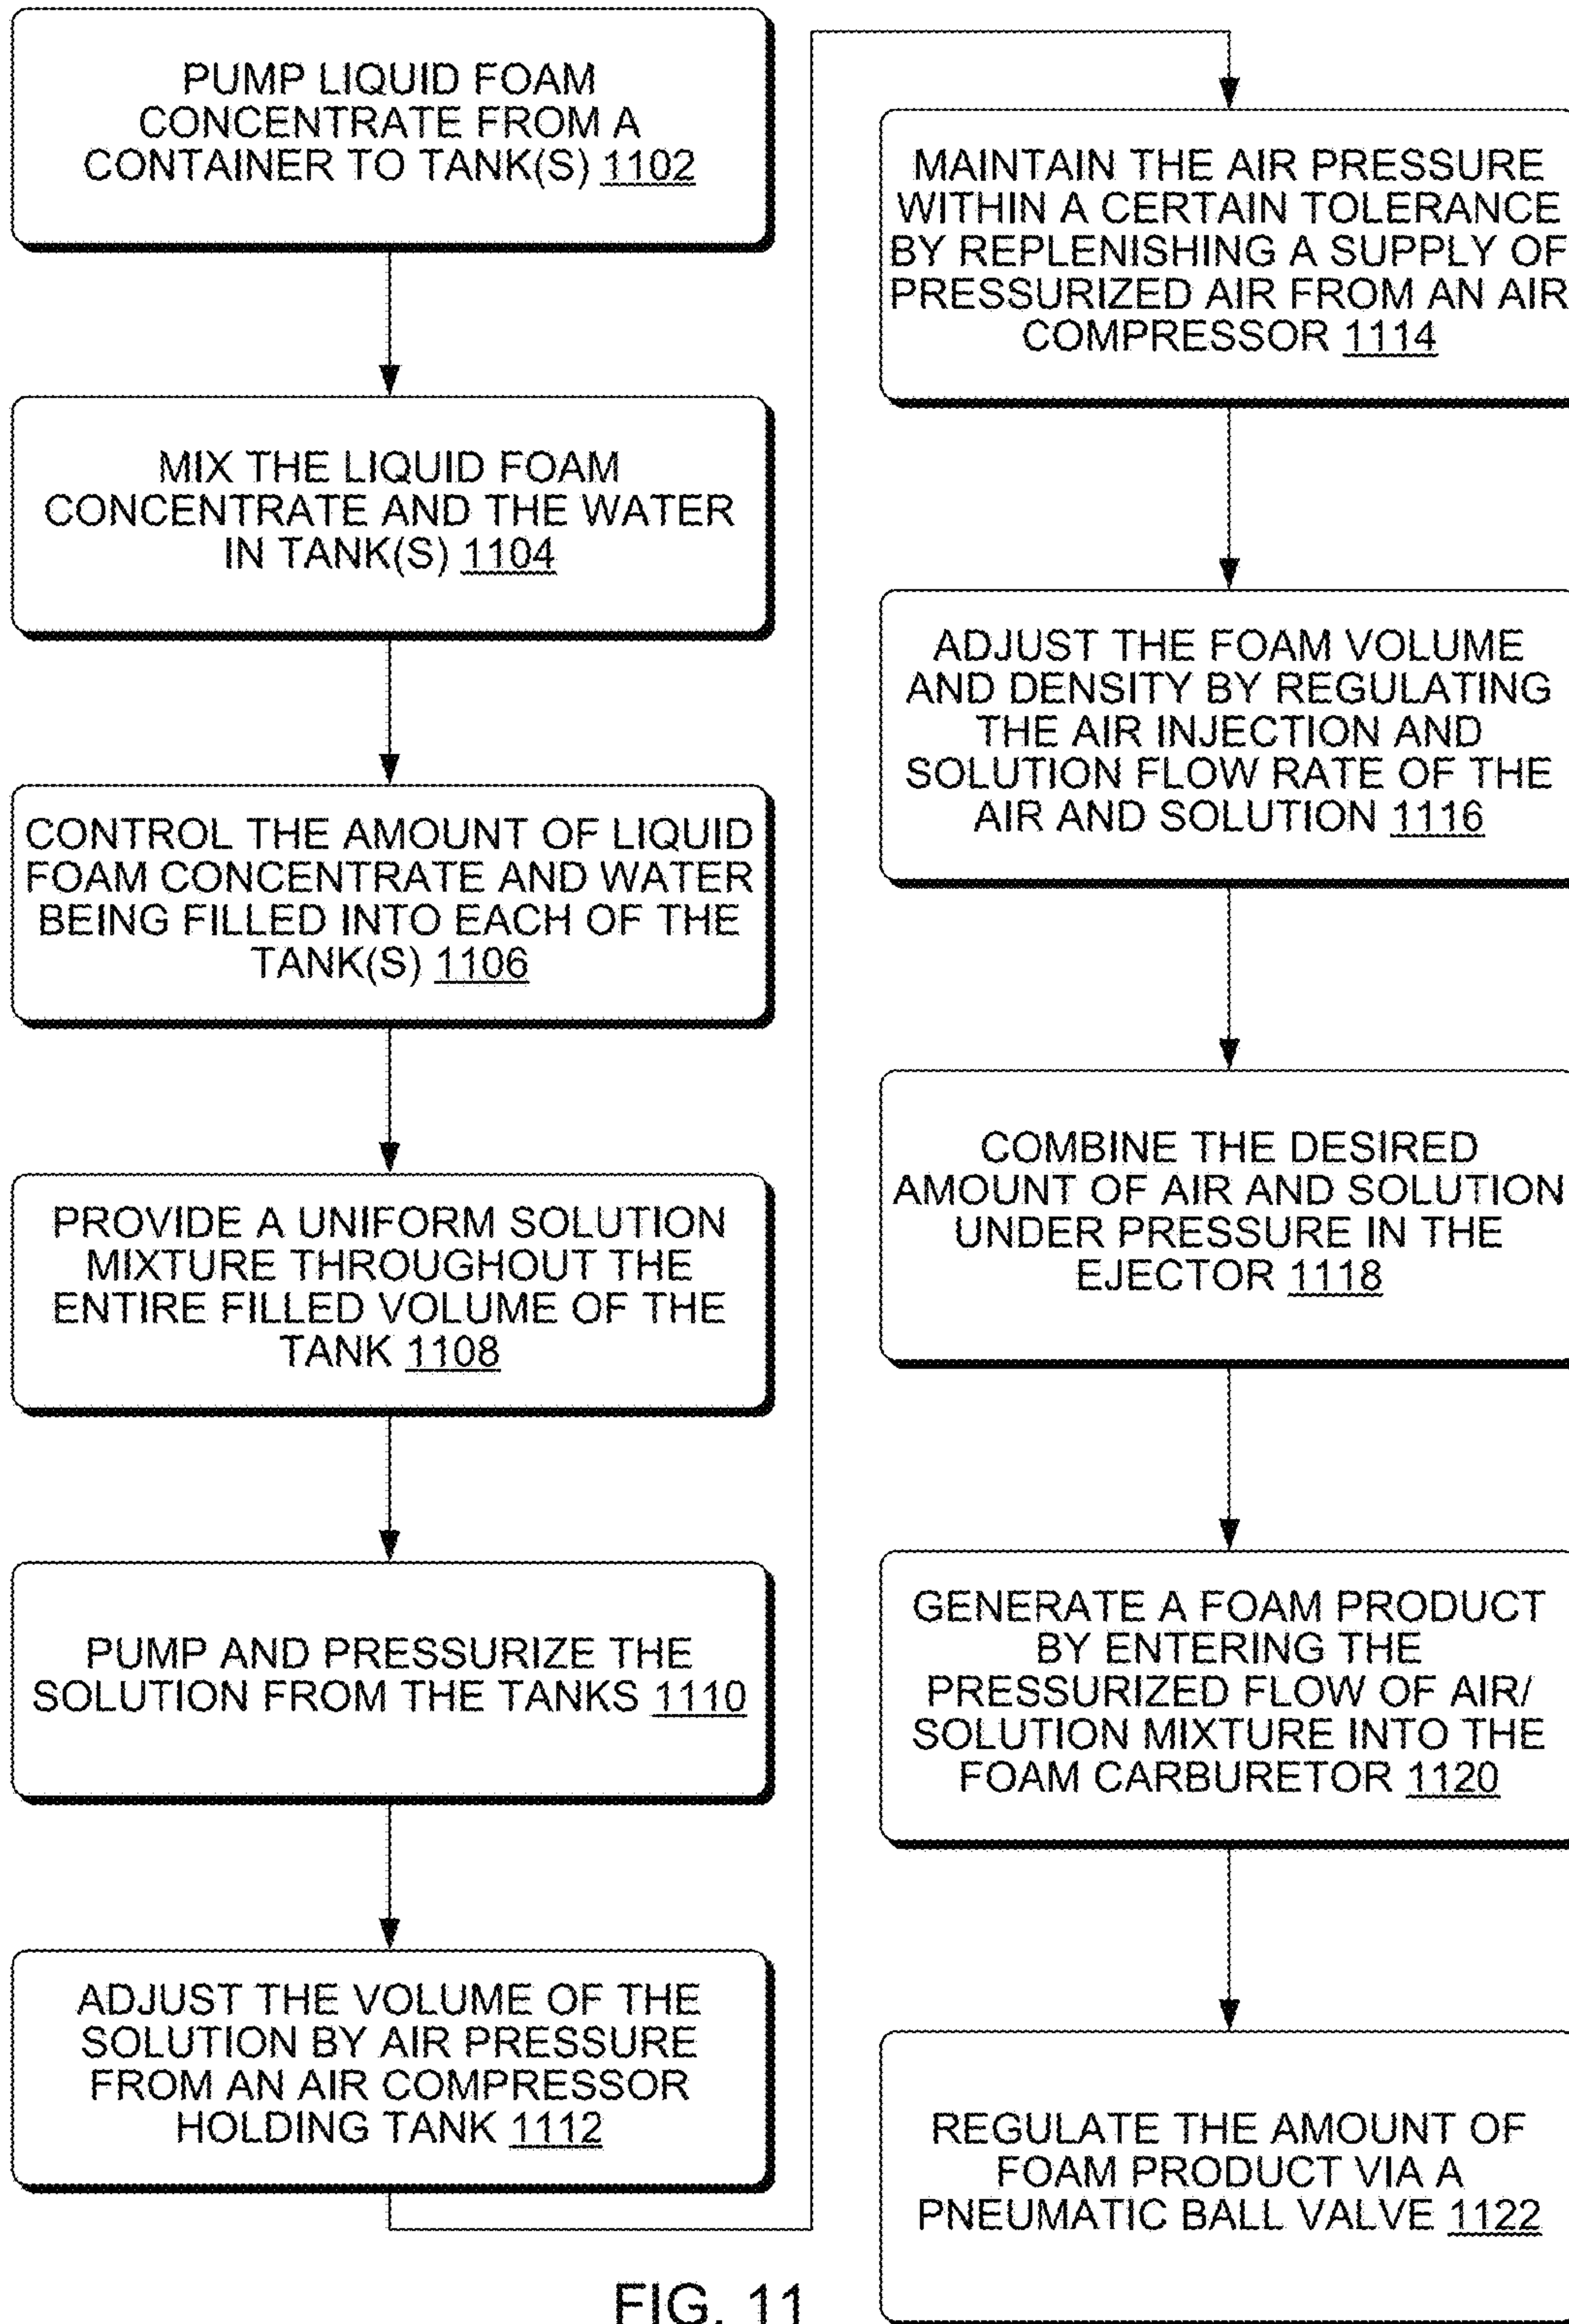 PUMP LIQUID FOAM
CONCENTRATE FROM A
CONTAINER TO TANK(S) 1102
MIX THE LIQUID FOAM
CONCENTRATE AND THE WATER
IN TANK(S) 1104
CONTROL THE AMOUNT OF LIQUID
FOAM CONCENTRATE AND WATER
BEING FILLED INTO EACH OF THE
TANK(S) 1106
PROVIDE A UNIFORM SOLUTION
MIXTURE THROUGHOUT THE
ENTIRE FILLED VOLUME OF THE
TANK 1108
PUMP AND PRESSURIZE THE
SOLUTION FROM THE TANKS 1110
ADJUST THE VOLUME OF THE
SOLUTION BY AIR PRESSURE
FROM AN AIR COMPRESSOR
HOLDING TANK 1112
MAINTAIN THE AIR PRESSURE
WITHIN A CERTAIN TOLERANCE
BY REPLENISHING A SUPPLY OF
PRESSURIZED AIR FROM AN AIR
COMPRESSOR 1114
ADJUST THE FOAM VOLUME
AND DENSITY BY REGULATING
THE AIR INJECTION AND
SOLUTION FLOW RATE OF THE
AIR AND SOLUTION 1116
COMBINE THE DESIRED
AMOUNT OF AIR AND SOLUTION
UNDER PRESSURE IN THE
EJECTOR 1118
GENERATE A FOAM PRODUCT
BY ENTERING THE
PRESSURIZED FLOW OF AIR/
SOLUTION MIXTURE INTO THE
FOAM CARBURETOR 1120
REGULATE THE AMOUNT OF
FOAM PRODUCT VIA A
PNEUMATIC BALL VALVE 1122
FIG. 11